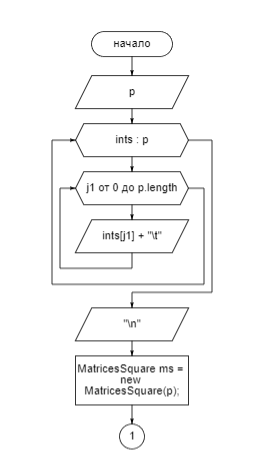 начало
p
ints : p
j1 от 0 до p.length
ints[j1] + "\t"
"\n"
MatricesSquare ms =
new
MatricesSquare(p);
1